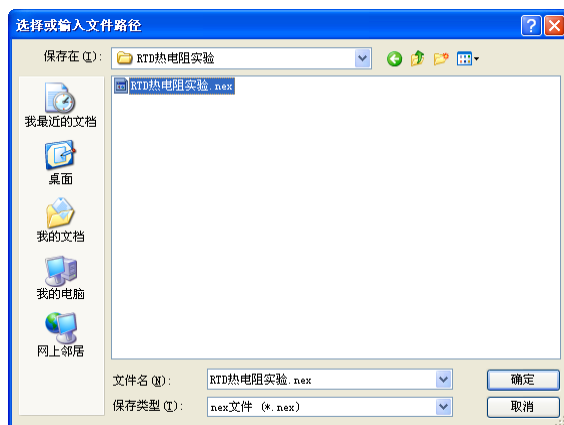 选择或输入文件路径
保存在(I):
RTD热电阻实验
RTD热电阻实验.nex
我最近的文档
桌面
我的文档
我的电脑
网上邻居
文件名(N):
RTD热电阻实验.nex
确定
保存类型(T):
nex文件 (*.nex)
取消